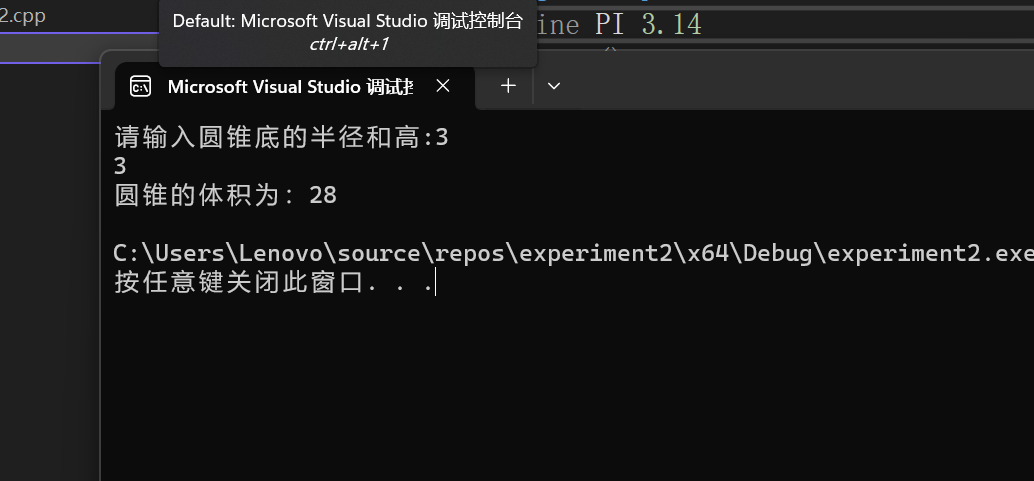 2.cpp
Default: Microsoft Visual Studio 调试控制台
ctrl+alt+1
ine PI 3.14
Microsoft Visual Studio 调试控
请输入圆锥底的半径和高:3
3
圆锥的体积为: 28
C:\Users\Lenovo\source\repos\experiment2\x64\Debug\experiment2.exe
按任意键关闭此窗口. . .